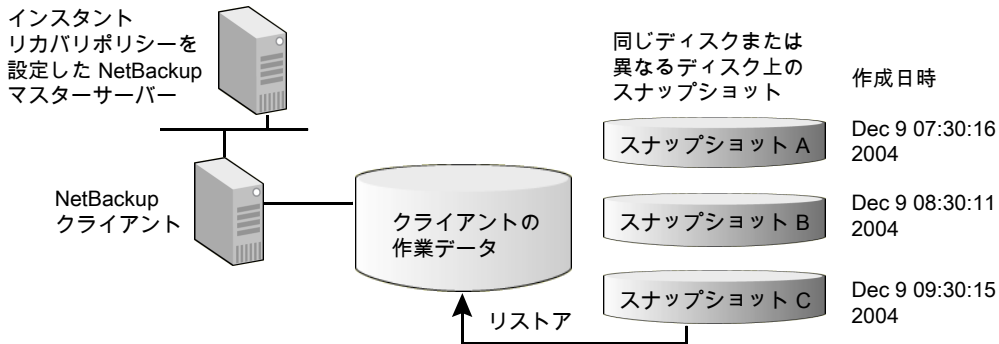 インスタント
リカバリポリシーを
設定した NetBackup
マスターサーバー
NetBackup
クライアント
クライアントの
作業データ
リストア
同じディスクまたは
異なるディスク上の
スナップショット
作成日時
スナップショット A
Dec 9 07:30:16
2004
スナップショット B
Dec 9 08:30:11
2004
スナップショット C
Dec 9 09:30:15
2004